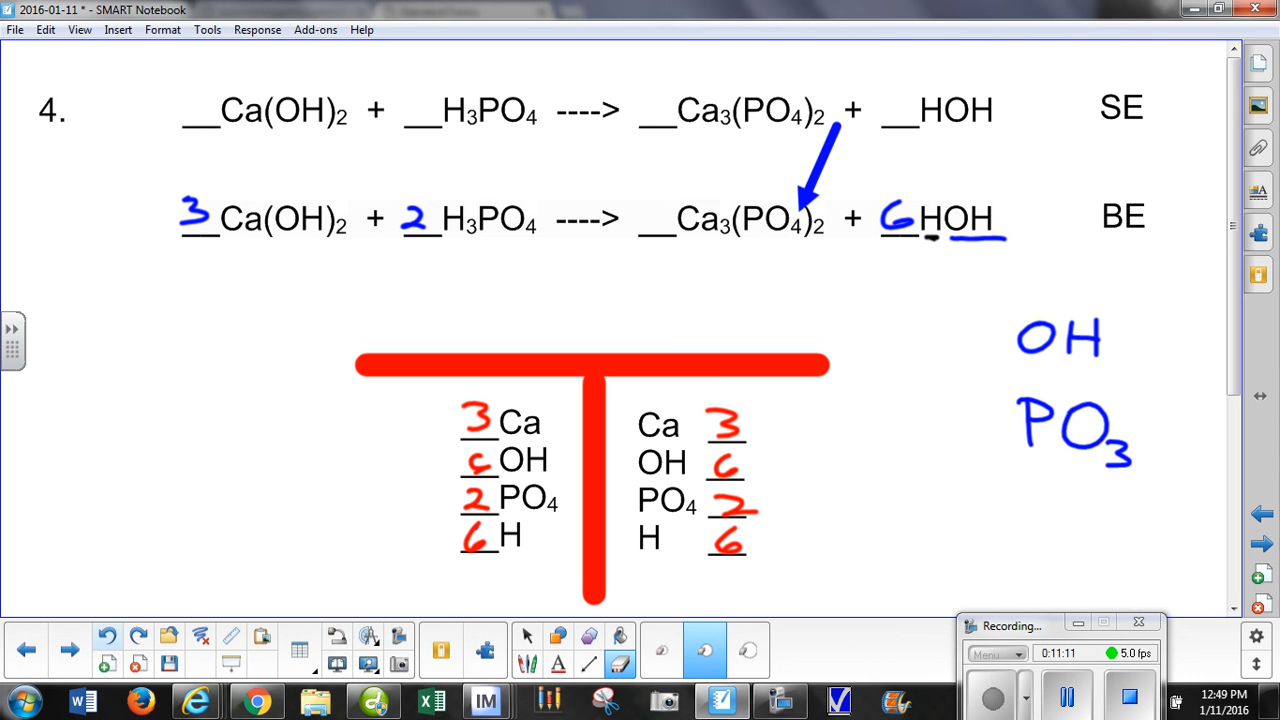 2016-01-11 * - SMART Notebook
File Edit View Insert Format Tools Response Add-ons Help
4. __Ca(OH)₂ + __H₃PO₄ ----> __Ca₃(PO₄)₂ + __HOH SE
3Ca(OH)₂ + 2H₃PO₄ ----> __Ca₃(PO₄)₂ + 6HOH BE
OH
PO₃
3Ca Ca 3
6OH OH 6
2PO₄ PO₄ 2
6H H 6
Recording...
Menu 0:11:11 5.0 fps
A
W X IM
12:49 PM
1/11/2016